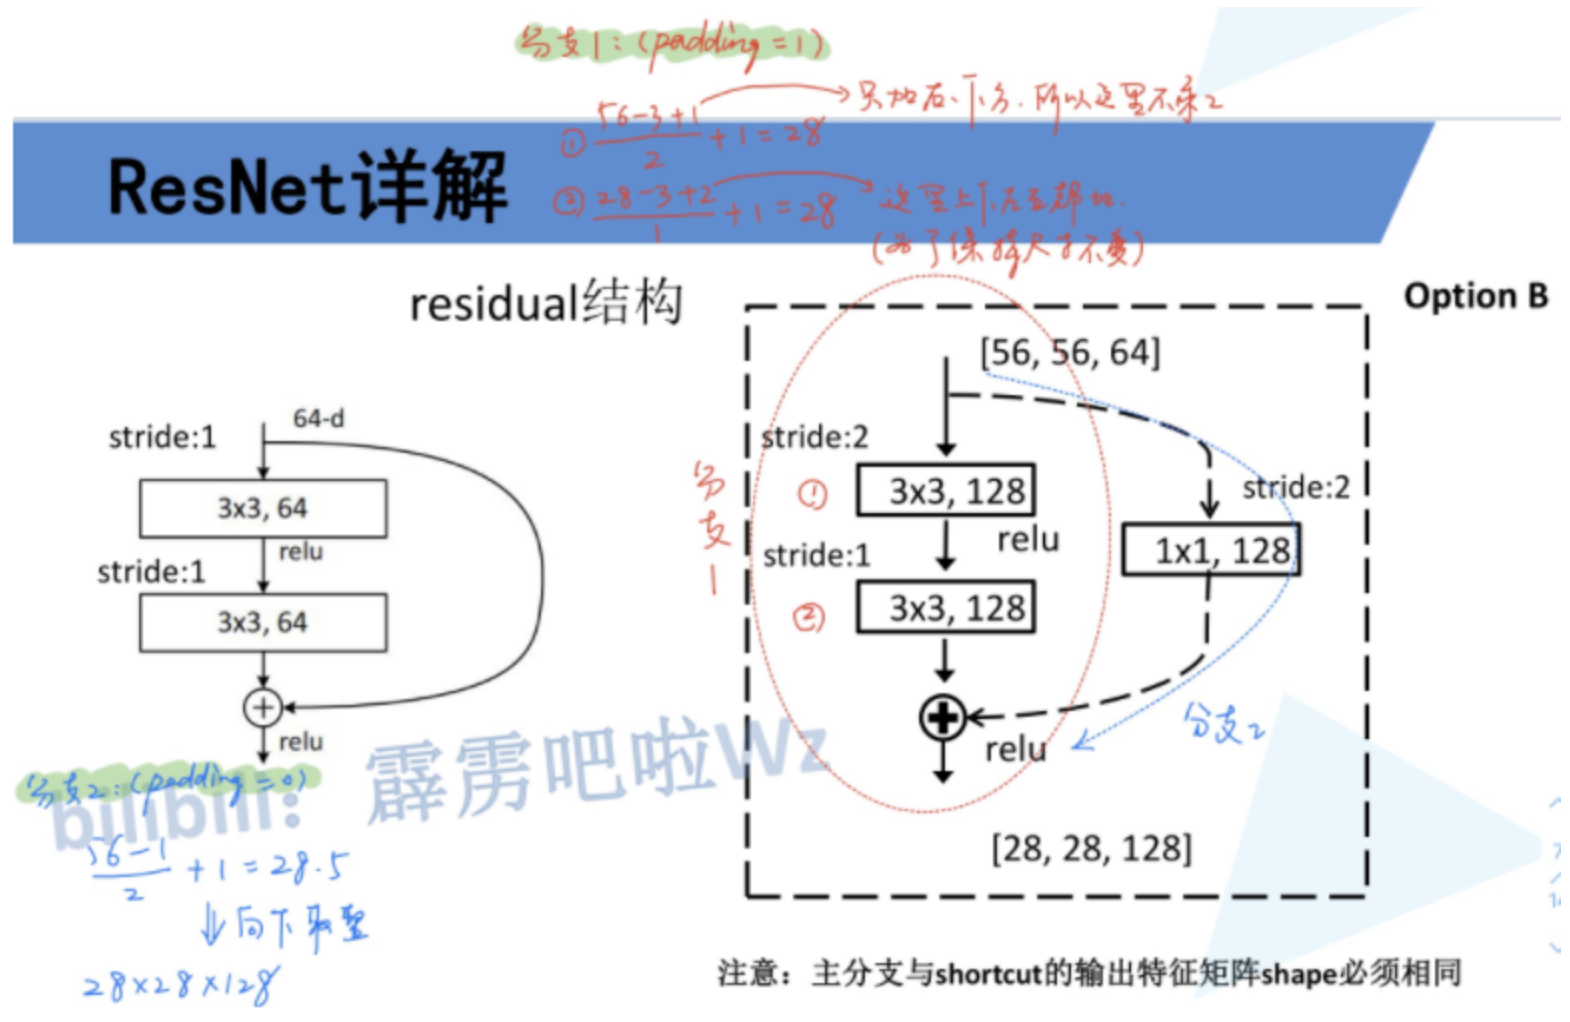 分支1:(padding=1)
① (56-3+1)/2 +1=28 → 只加右、下方.所以这里不乘2
ResNet详解
② (28-3+2)/1 +1=28 → 这里上下左右都加.
(为了保持尺寸不变)
residual结构
Option B
64-d
stride:1
3x3, 64
relu
stride:1
3x3, 64
relu
[56, 56, 64]
分支1
stride:2
① 3x3, 128
relu
stride:1
② 3x3, 128
relu
stride:2
1x1, 128
分支2
[28, 28, 128]
分支2:(padding=0)
bilibili: 霹雳吧啦Wz
(56-1)/2 +1=28.5
↓向下取整
28×28×128
注意：主分支与shortcut的输出特征矩阵shape必须相同